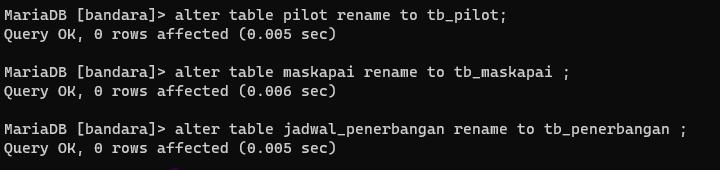 MariaDB [bandara]> alter table pilot rename to tb_pilot;
Query OK, 0 rows affected (0.005 sec)
MariaDB [bandara]> alter table maskapai rename to tb_maskapai ;
Query OK, 0 rows affected (0.006 sec)
MariaDB [bandara]> alter table jadwal_penerbangan rename to tb_penerbangan ;
Query OK, 0 rows affected (0.005 sec)